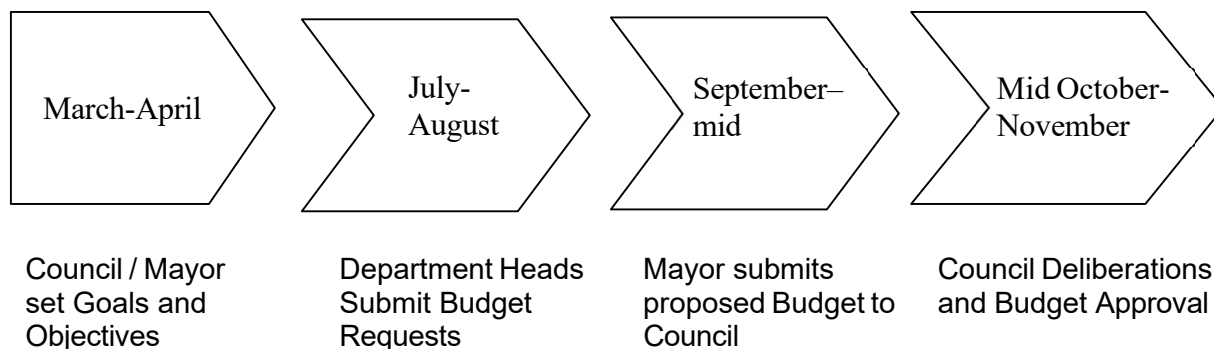 March-April
July-
August
September–
mid
Mid October-
November
Council / Mayor
set Goals and
Objectives
Department Heads
Submit Budget
Requests
Mayor submits
proposed Budget to
Council
Council Deliberations
and Budget Approval